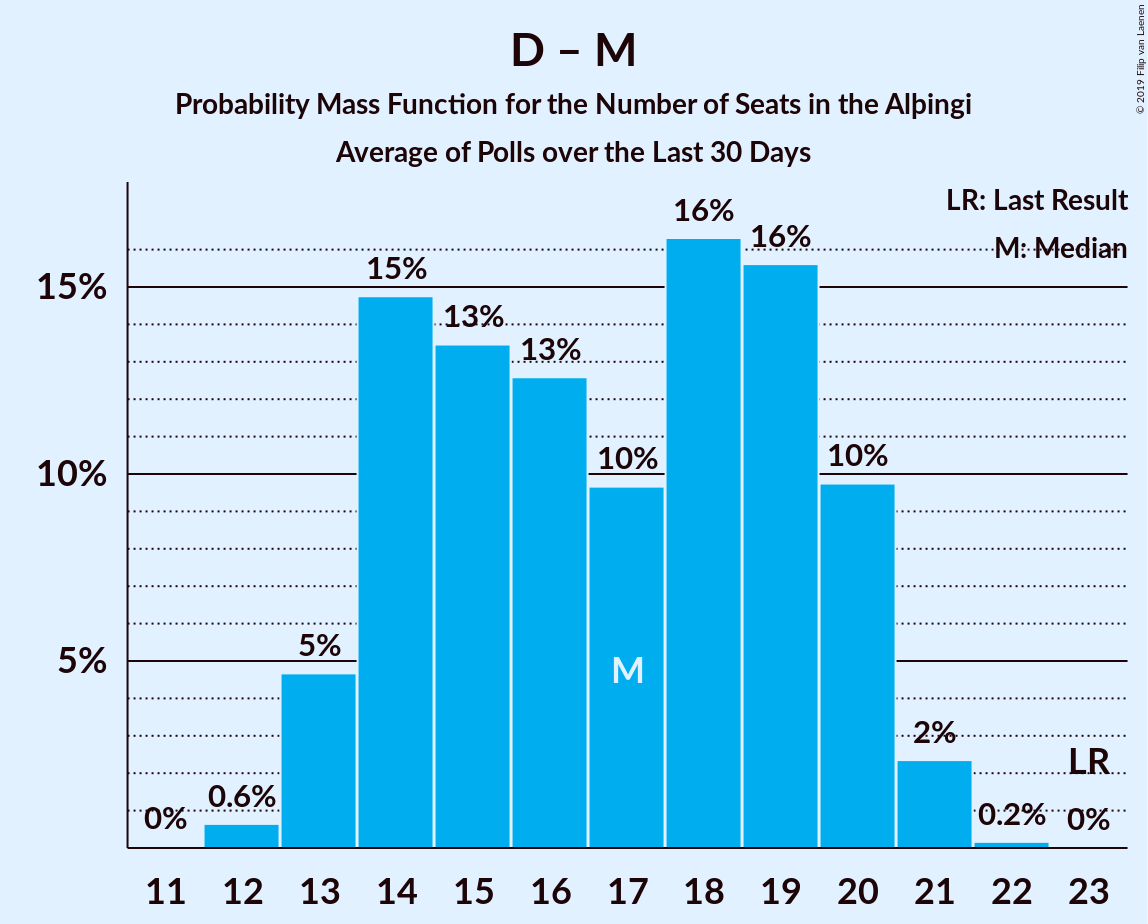 D – M
Probability Mass Function for the Number of Seats in the Alþingi
Average of Polls over the Last 30 Days
© 2019 Filip van Laenen
LR: Last Result
M: Median
15%
10%
5%
0%
0.6%
5%
15%
13%
13%
10%
16%
16%
10%
2%
0.2%
0%
M
LR
11 12 13 14 15 16 17 18 19 20 21 22 23